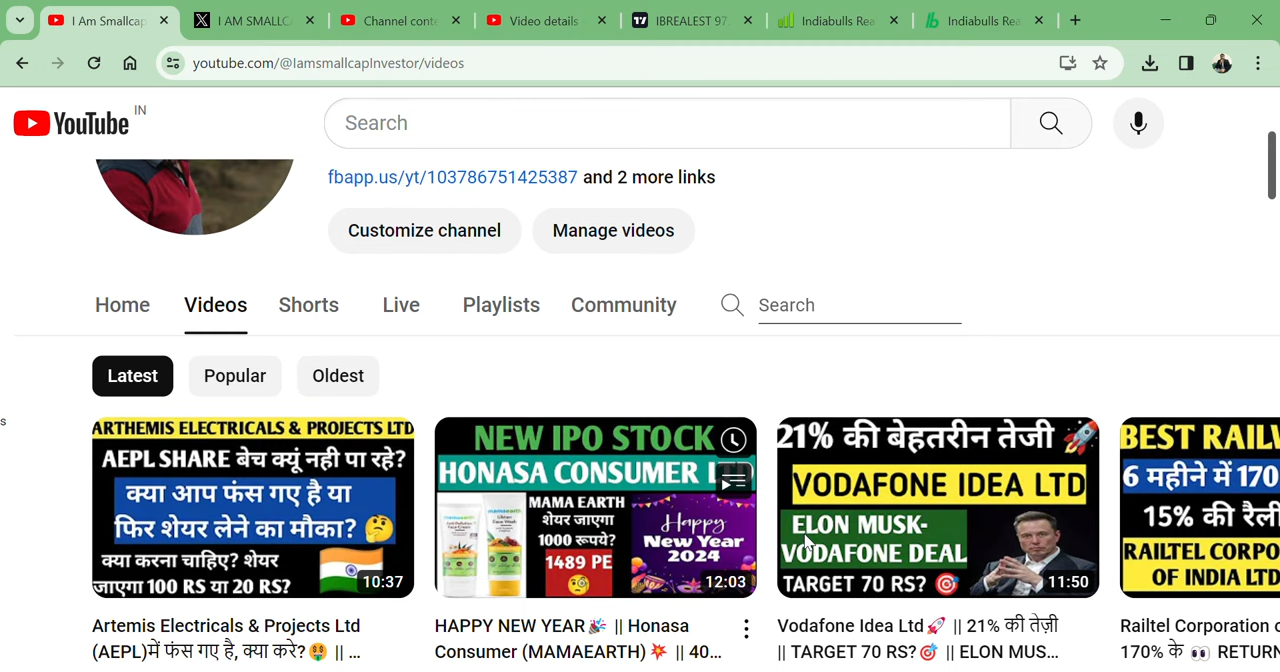 I Am Smallcap
I AM SMALLC
Channel conte
Video details
IBREALEST 97.
Indiabulls Rea
Indiabulls Rea
youtube.com/@IamsmallcapInvestor/videos
YouTube IN
Search
fbapp.us/yt/103786751425387 and 2 more links
Customize channel
Manage videos
Home
Videos
Shorts
Live
Playlists
Community
Search
Latest
Popular
Oldest
s
ARTHEMIS ELECTRICALS & PROJECTS LTD
AEPL SHARE बेच क्यूं नही पा रहे?
क्या आप फंस गए है या
फिर शेयर लेने का मौका? 🤔
क्या करना चाहिए? शेयर
जाएगा 100 RS या 20 RS?
10:37
Artemis Electricals & Projects Ltd
(AEPL)में फंस गए है, क्या करे?🤑 || ...
NEW IPO STOCK
HONASA CONSUMER
MAMA EARTH
शेयर जाएगा
1000 रूपये?
1489 PE
Happy
New Year
2024
12:03
HAPPY NEW YEAR🎉 || Honasa
Consumer (MAMAEARTH)💥 || 40...
21% की बेहतरीन तेजी 🚀
VODAFONE IDEA LTD
ELON MUSK-
VODAFONE DEAL
TARGET 70 RS? 🎯
11:50
Vodafone Idea Ltd🚀 || 21% की तेज़ी
|| TARGET 70 RS?🎯 || ELON MUS...
BEST RAILW
6 महीने में 170
15% की रैली
RAILTEL CORPO
OF INDIA LTD
Railtel Corporation o
170% के 👀 RETURN